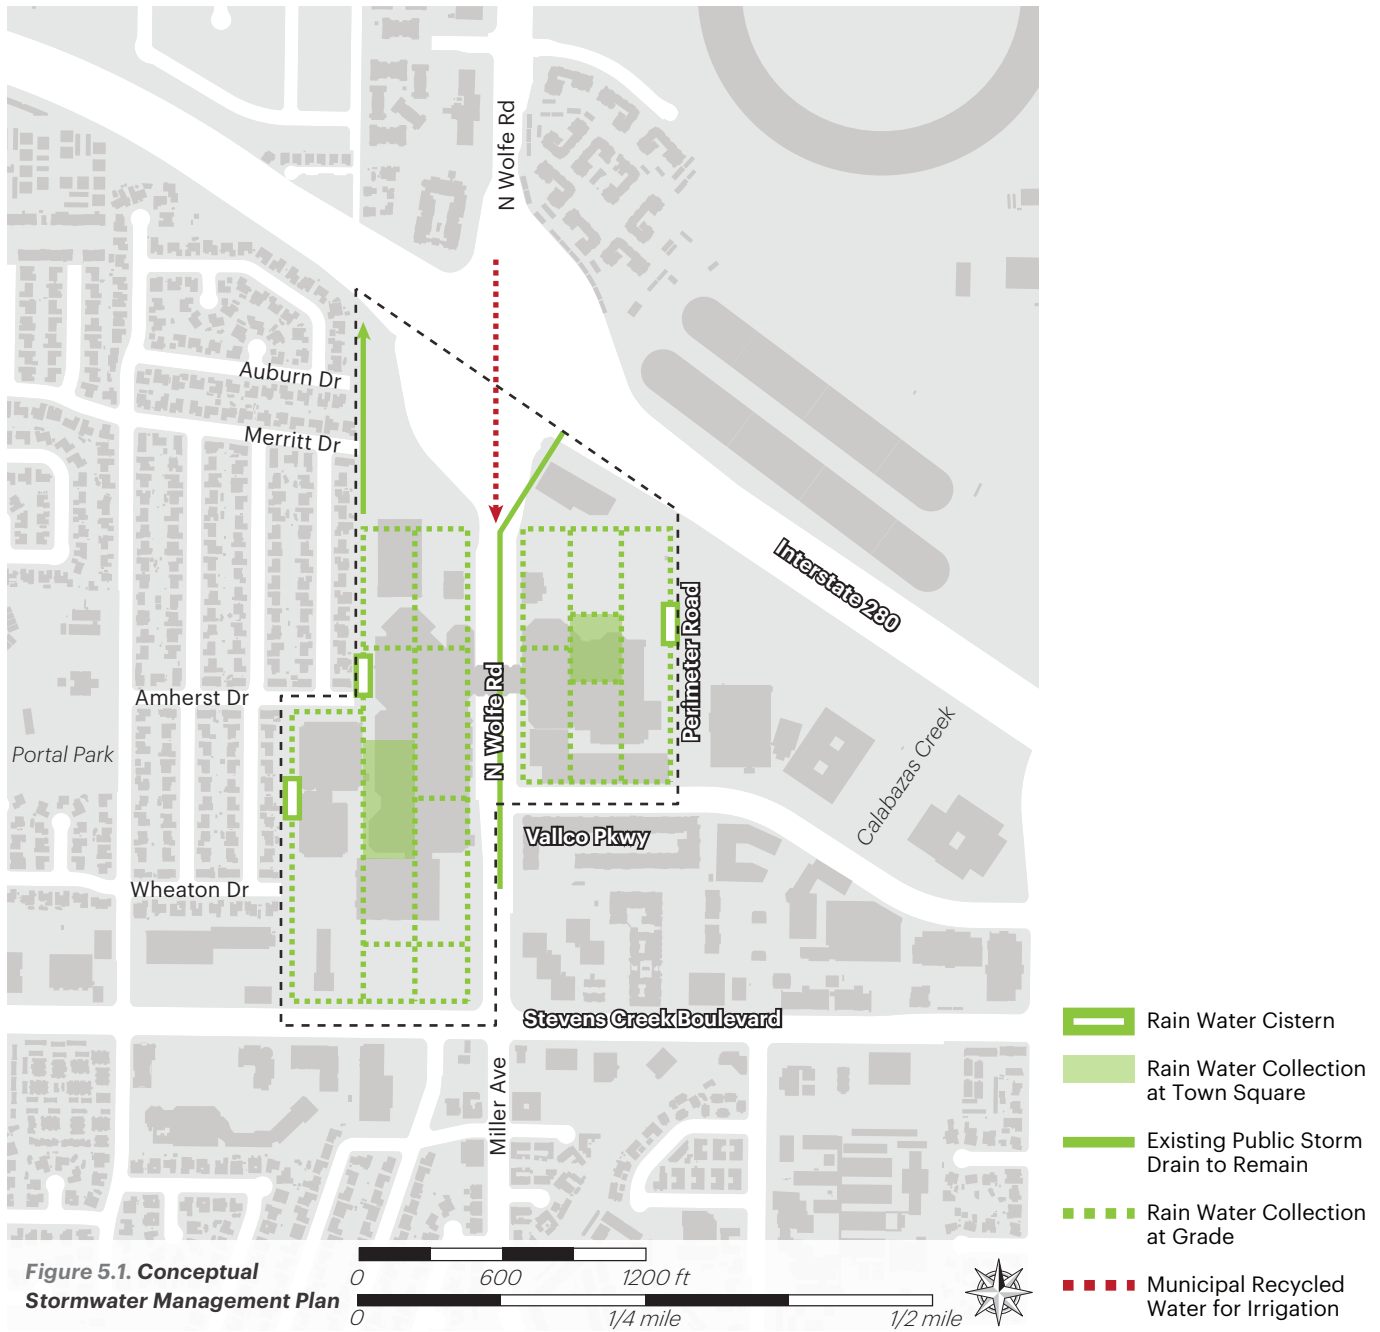 N Wolfe Rd
Auburn Dr
Merritt Dr
Interstate 280
Perimeter Road
Amherst Dr
N Wolfe Rd
Portal Park
Calabazas Creek
Vallco Pkwy
Wheaton Dr
Stevens Creek Boulevard
Miller Ave
Rain Water Cistern
Rain Water Collection
at Town Square
Existing Public Storm
Drain to Remain
Rain Water Collection
at Grade
Municipal Recycled
Water for Irrigation
Figure 5.1. Conceptual
Stormwater Management Plan
0 600 1200 ft
0 1/4 mile 1/2 mile